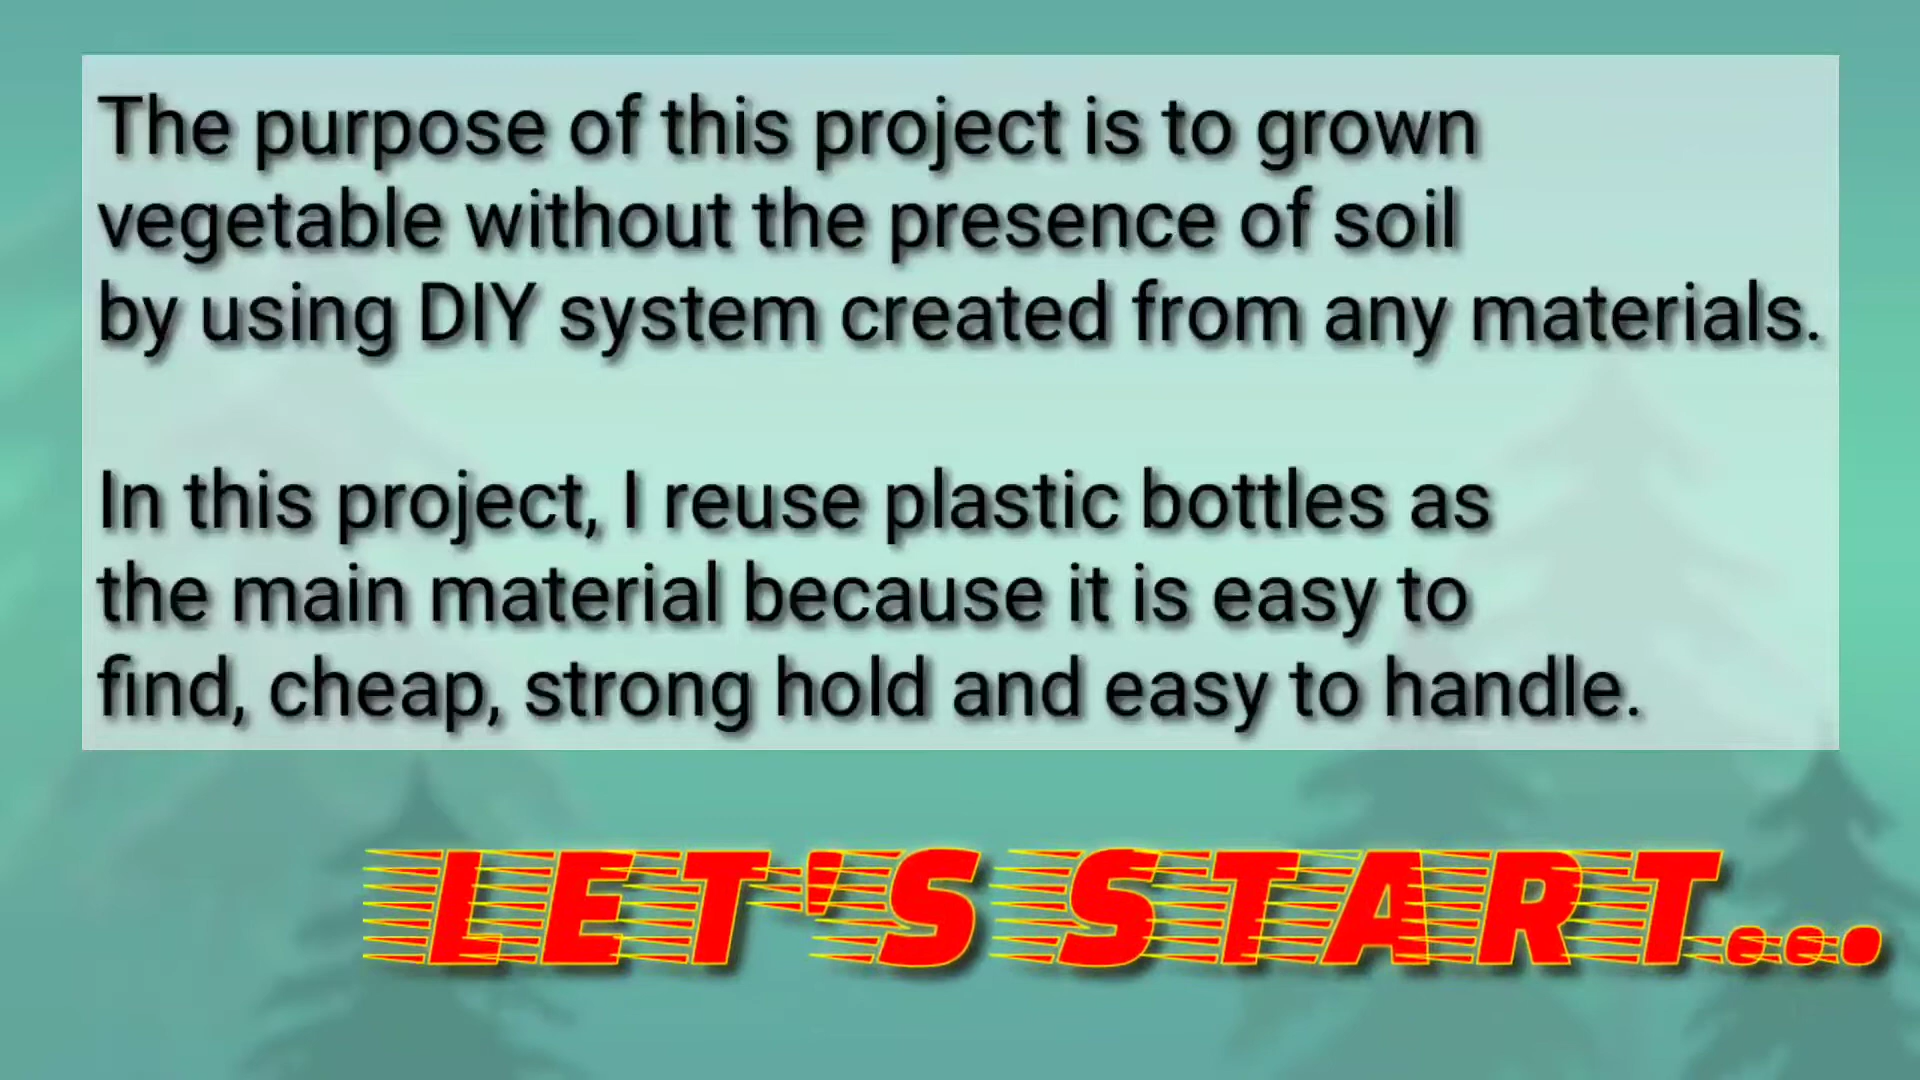 The purpose of this project is to grown
vegetable without the presence of soil
by using DIY system created from any materials.
In this project, I reuse plastic bottles as
the main material because it is easy to
find, cheap, strong hold and easy to handle.
LET'S START...